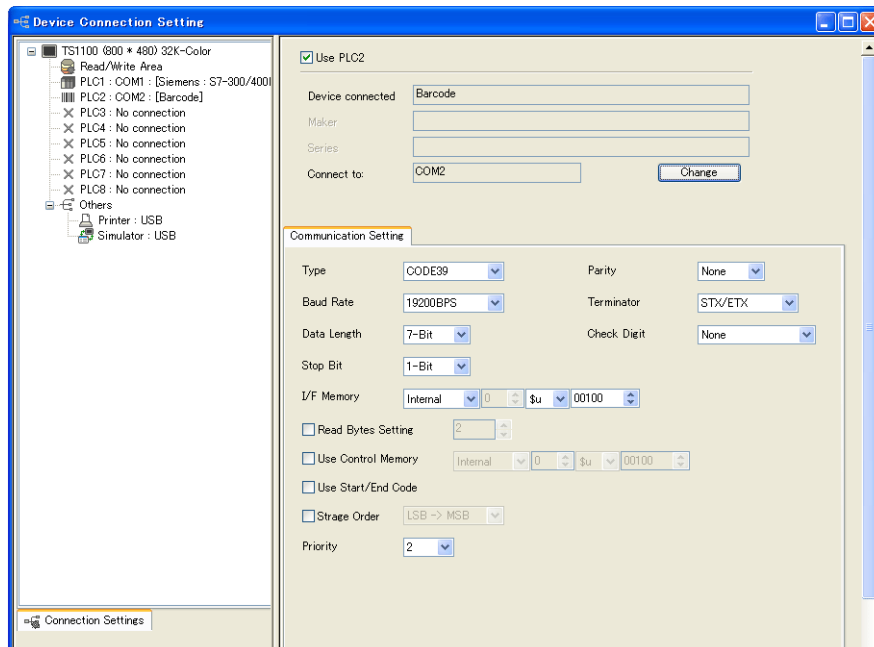 Device Connection Setting
TS1100 (800 * 480) 32K-Color
Read/Write Area
PLC1 : COM1 : [Siemens : S7-300/400
PLC2 : COM2 : [Barcode]
PLC3 : No connection
PLC4 : No connection
PLC5 : No connection
PLC6 : No connection
PLC7 : No connection
PLC8 : No connection
Others
Printer : USB
Simulator : USB
Connection Settings
Use PLC2
Device connected Barcode
Maker
Series
Connect to: COM2 Change
Communication Setting
Type CODE39 Parity None
Baud Rate 19200BPS Terminator STX/ETX
Data Length 7-Bit Check Digit None
Stop Bit 1-Bit
I/F Memory Internal 0 $u 00100
Read Bytes Setting 2
Use Control Memory Internal 0 $u 00100
Use Start/End Code
Strage Order LSB -> MSB
Priority 2